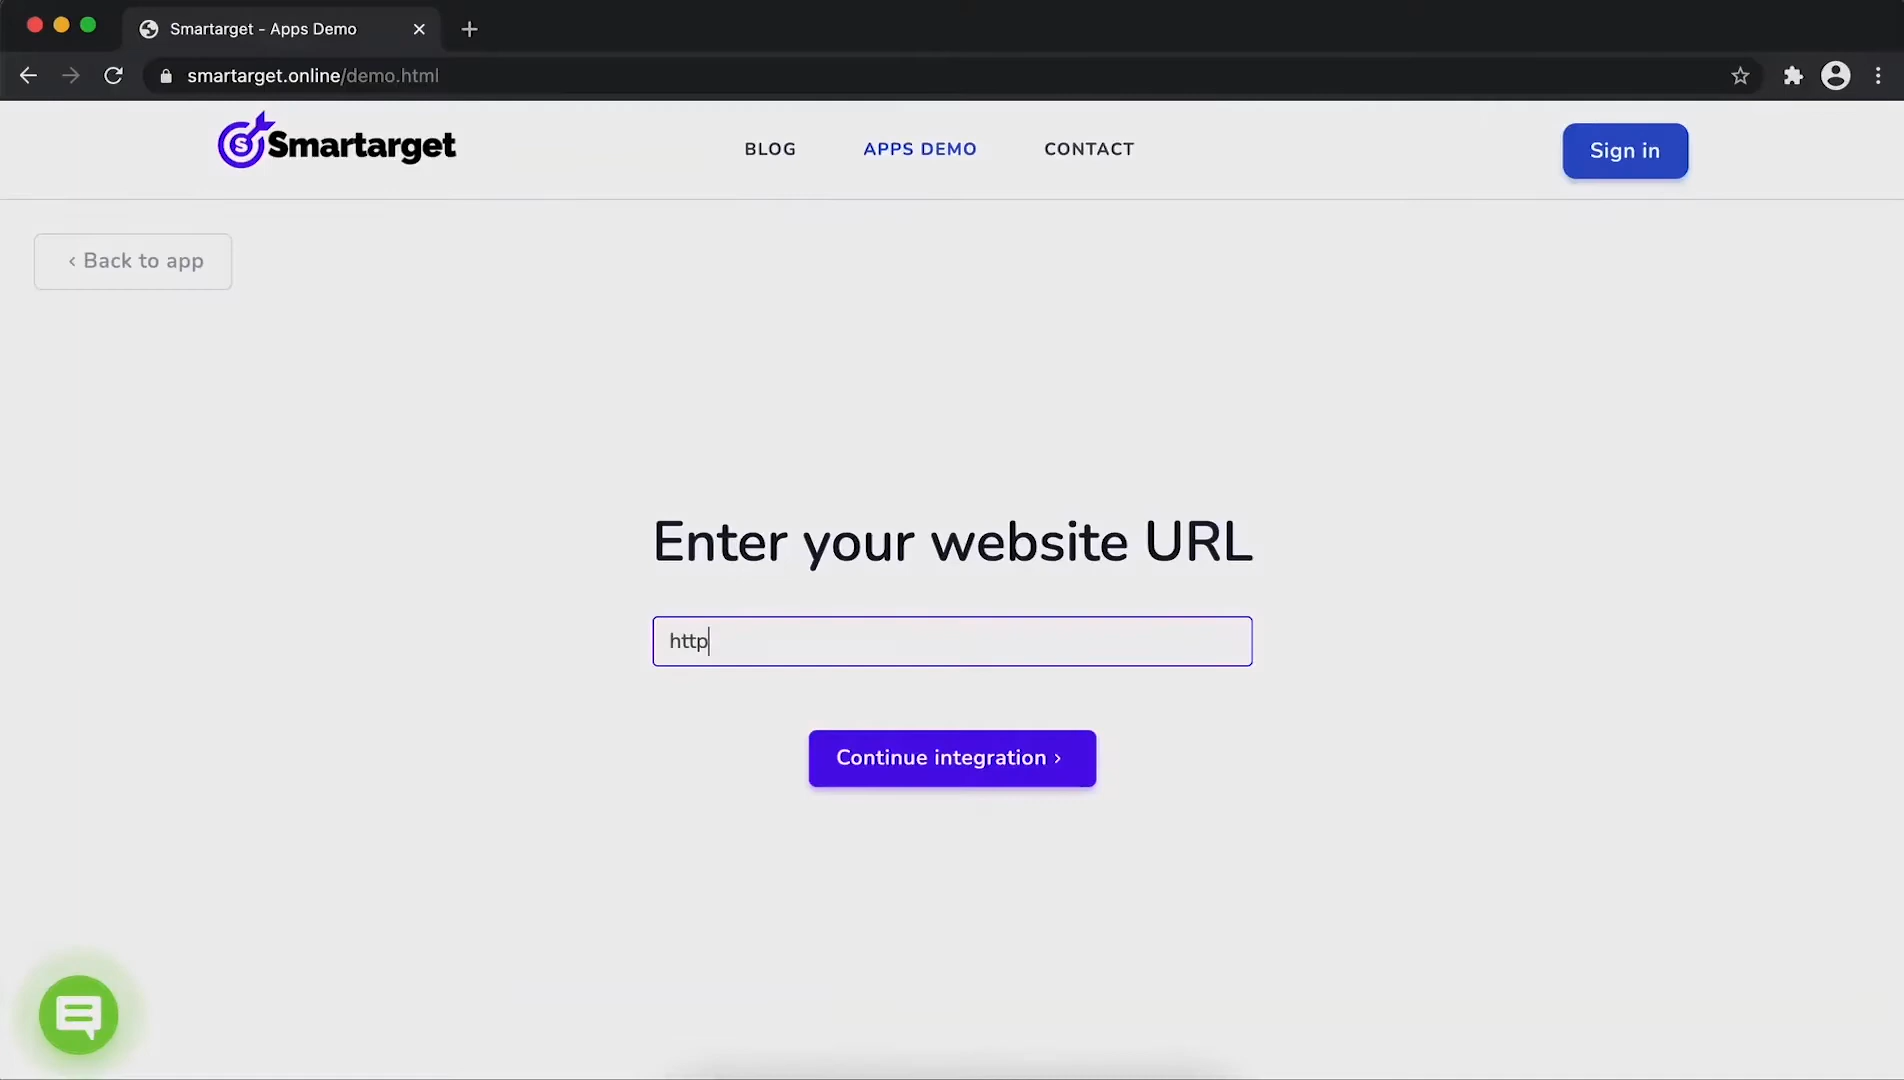 Smartarget - Apps Demo
smartarget.online/demo.html
Smartarget
BLOG
APPS DEMO
CONTACT
Sign in
‹ Back to app
Enter your website URL
http
Continue integration ›